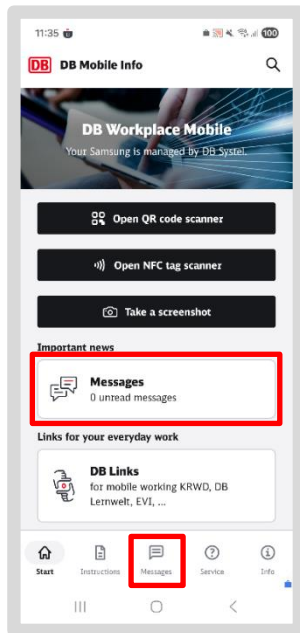 11:35
100
DB DB Mobile Info
DB Workplace Mobile
Your Samsung is managed by DB Systel.
Open QR code scanner
Open NFC tag scanner
Take a screenshot
Important news
Messages
0 unread messages
Links for your everyday work
DB Links
for mobile working KRWD, DB
Lernwelt, EVI, ...
Start Instructions Messages Service Info